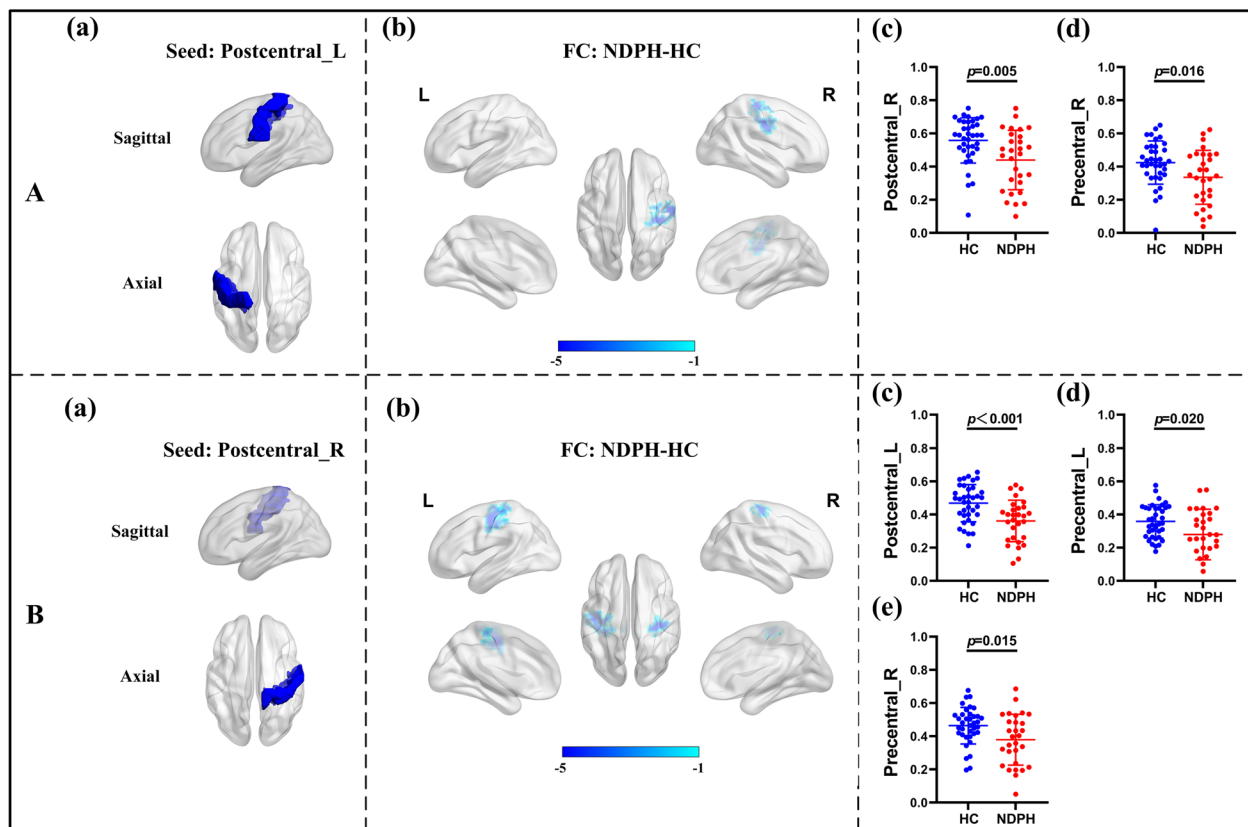 (a)
Seed: Postcentral_L
Sagittal
A
Axial
(b)
FC: NDPH-HC
L
R
-5
-1
(c)
p=0.005
Postcentral_R
1.0
0.8
0.6
0.4
0.2
0.0
HC
NDPH
(d)
p=0.016
Precentral_R
1.0
0.8
0.6
0.4
0.2
0.0
HC
NDPH
(a)
Seed: Postcentral_R
Sagittal
B
Axial
(b)
FC: NDPH-HC
L
R
-5
-1
(c)
p＜0.001
Postcentral_L
1.0
0.8
0.6
0.4
0.2
0.0
HC
NDPH
(d)
p=0.020
Precentral_L
1.0
0.8
0.6
0.4
0.2
0.0
HC
NDPH
(e)
p=0.015
Precentral_R
1.0
0.8
0.6
0.4
0.2
0.0
HC
NDPH